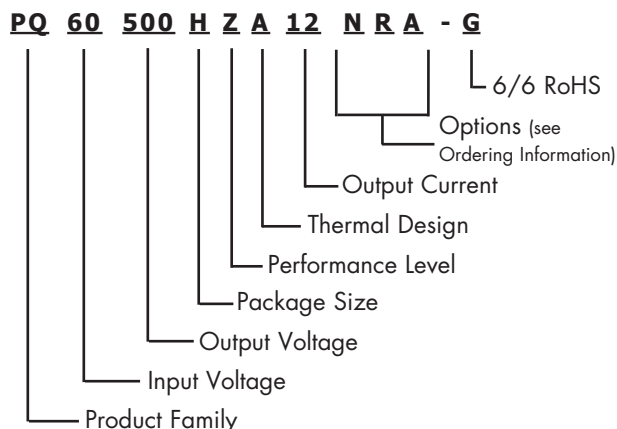 PQ 60 500 H Z A 12 N R A - G
6/6 RoHS
Options (see
Ordering Information)
Output Current
Thermal Design
Performance Level
Package Size
Output Voltage
Input Voltage
Product Family